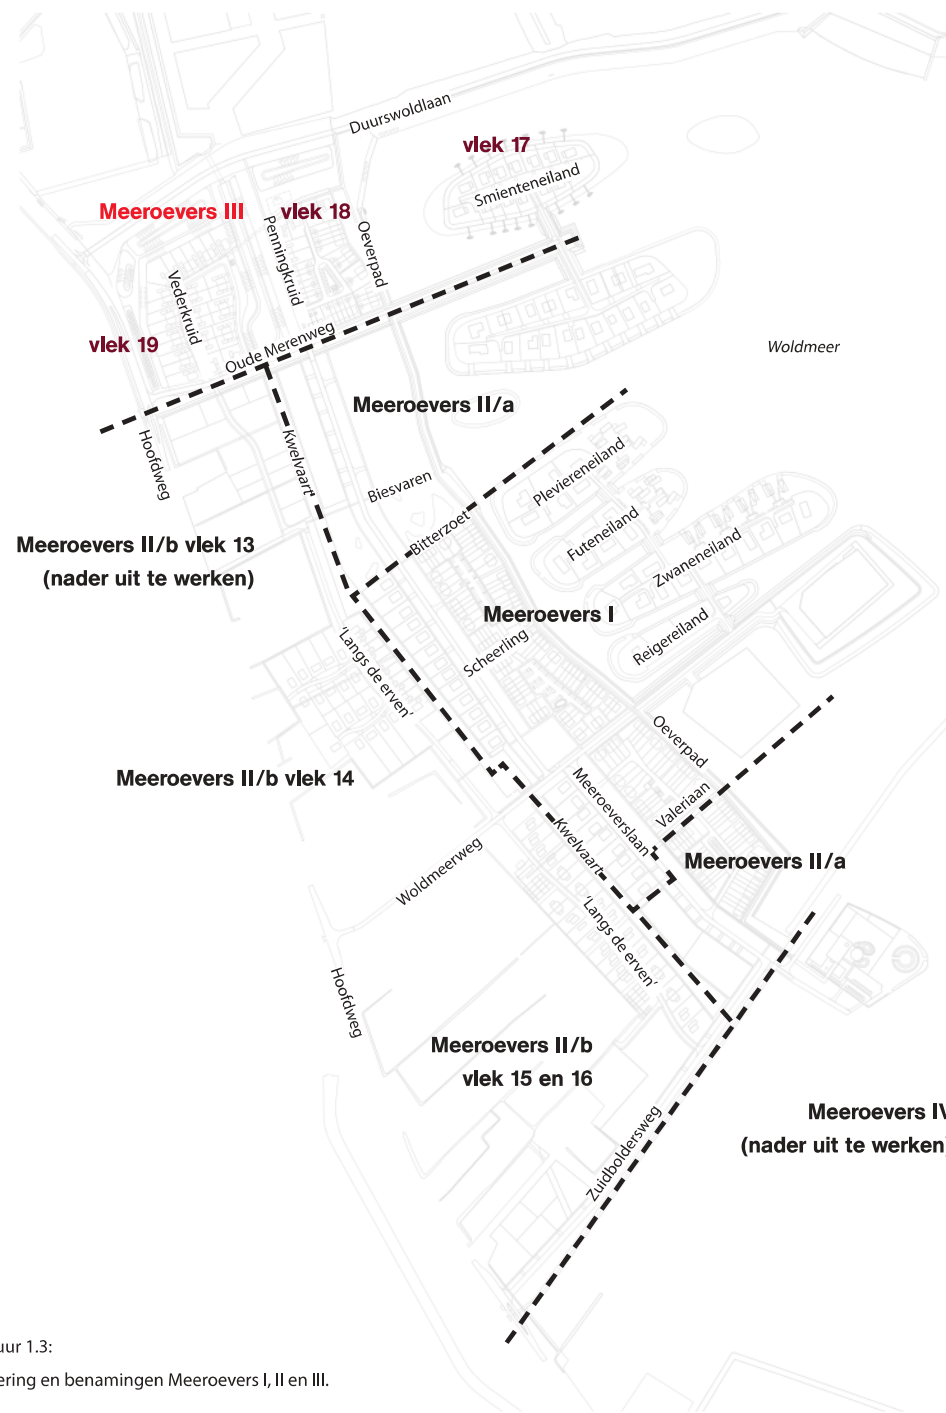 Duurswoldlaan
vlek 17
Smienteneiland
Meeroevers III
vlek 18
Penningkruid
Oeverpad
Vederkruid
vlek 19
Oude Merenweg
Woldmeer
Meeroevers II/a
Hoofdweg
Kwelvaart
Biesvaren
Plevierereiland
Bitterzoet
Futeneiland
Meeroevers II/b vlek 13
(nader uit te werken)
Zwaneneiland
Meeroevers I
Scheerling
Reigereiland
'Langs de erven'
Oeverpad
Meeroevers II/b vlek 14
Meeroeverslaan
Valeriaan
Kwelvaart
Woldmeerweg
Meeroevers II/a
'Langs de erven'
Hoofdweg
Meeroevers II/b
vlek 15 en 16
Meeroevers IV
(nader uit te werken)
Zuidboldersweg
uur 1.3:
ering en benamingen Meeroevers I, II en III.